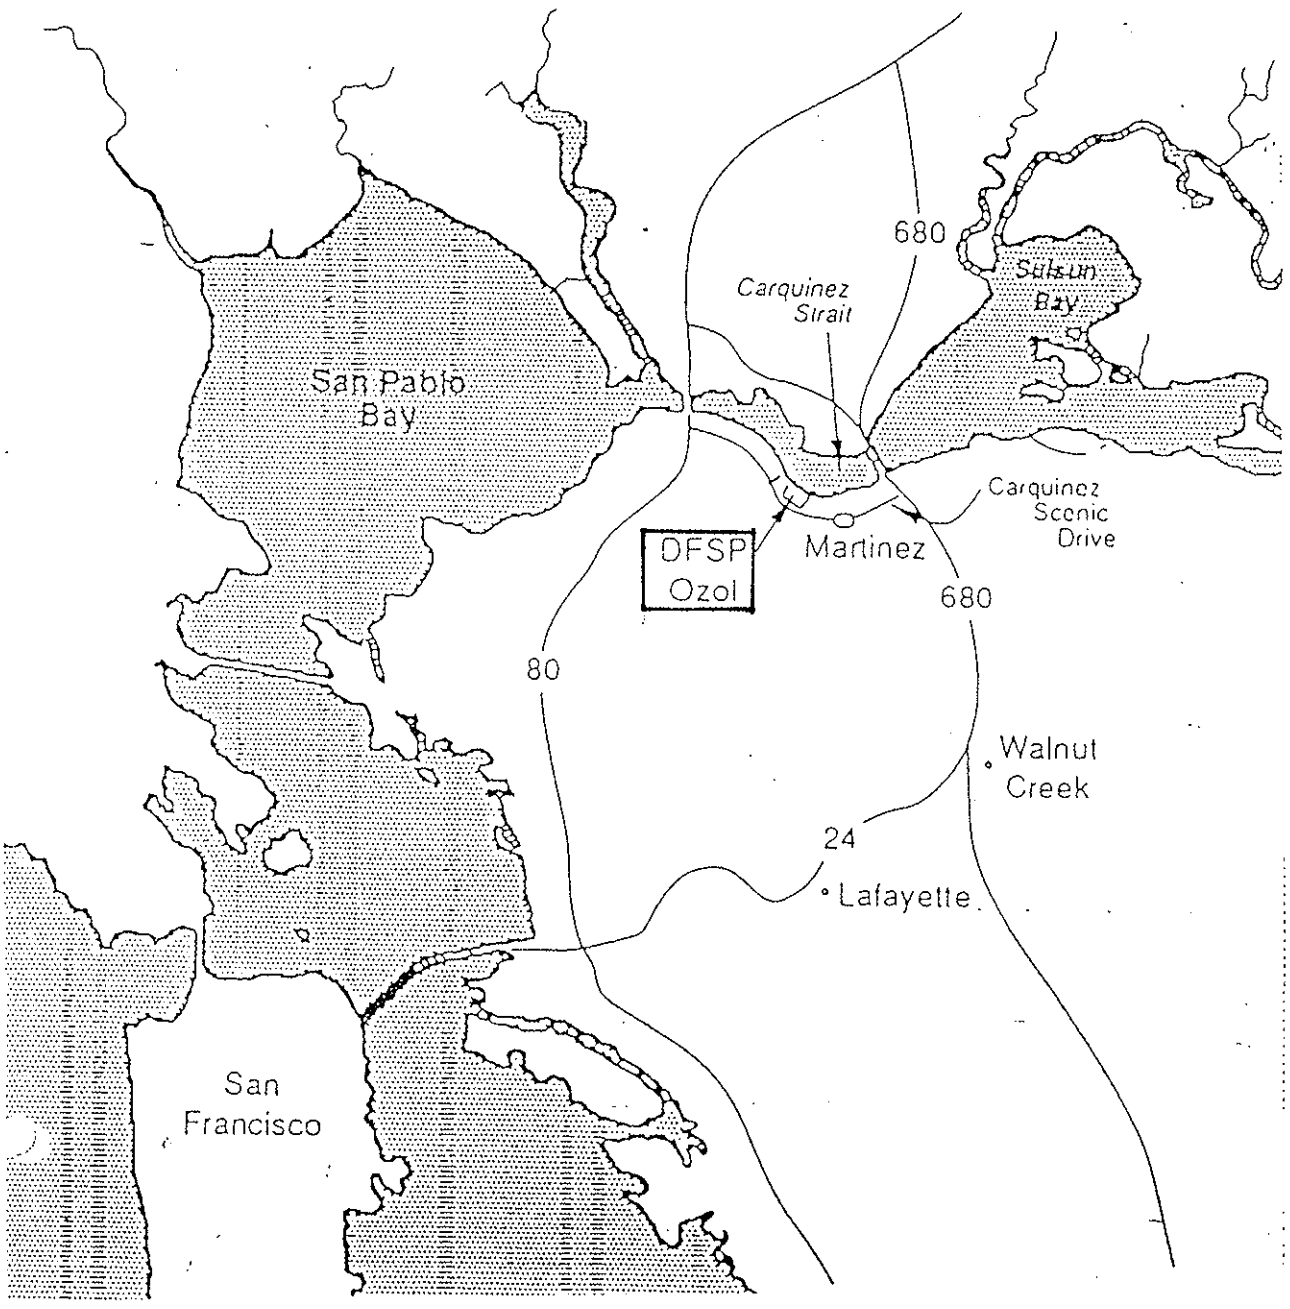 680
Suisun
Bay
Carquinez
Strait
San Pablo
Bay
Carquinez
Scenic
Drive
DFSP
Ozol
Martinez
680
80
Walnut
Creek
24
Lafayette
San
Francisco